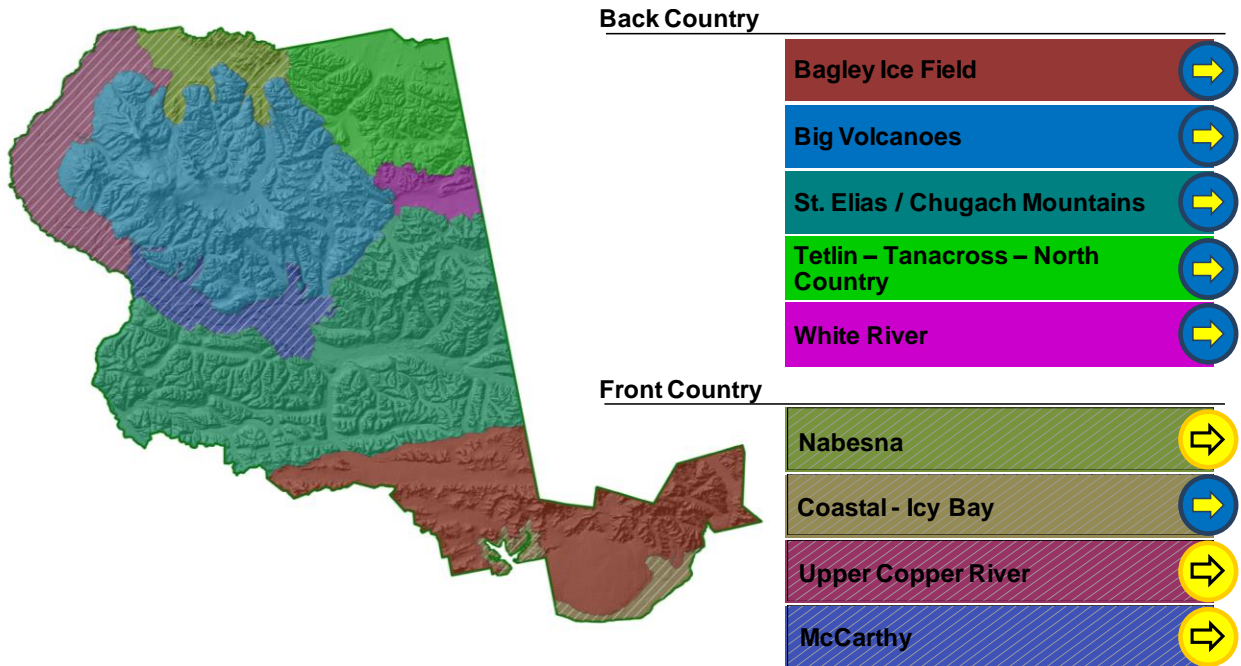 Back Country
Bagley Ice Field
Big Volcanoes
St. Elias / Chugach Mountains
Tetlin – Tanacross – North
Country
White River
Front Country
Nabesna
Coastal - Icy Bay
Upper Copper River
McCarthy